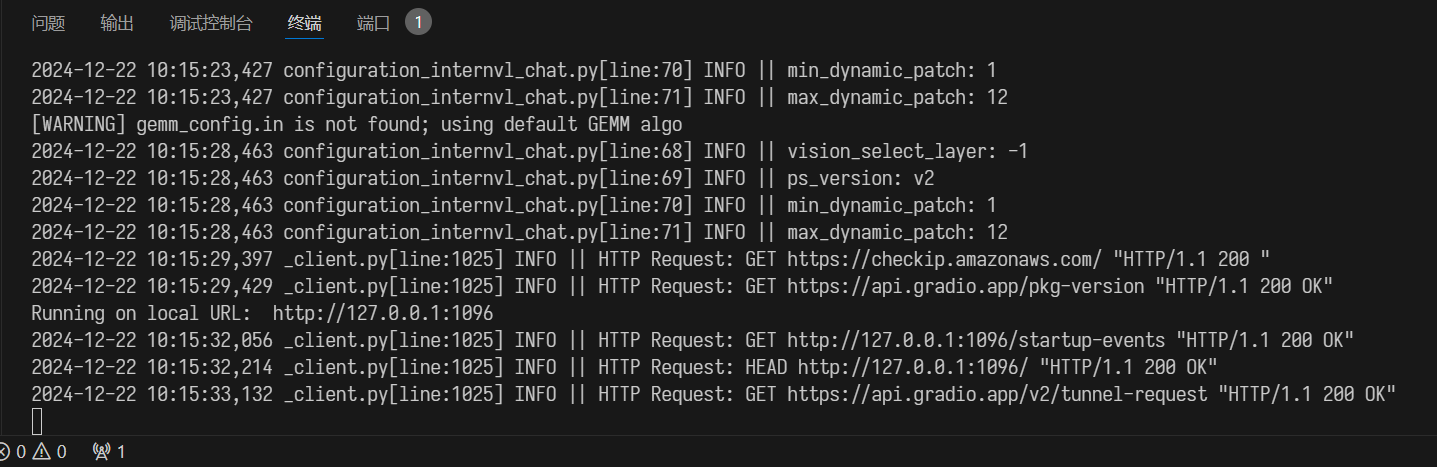 问题 输出 调试控制台 终端 端口 1
2024-12-22 10:15:23,427 configuration_internvl_chat.py[line:70] INFO || min_dynamic_patch: 1
2024-12-22 10:15:23,427 configuration_internvl_chat.py[line:71] INFO || max_dynamic_patch: 12
[WARNING] gemm_config.in is not found; using default GEMM algo
2024-12-22 10:15:28,463 configuration_internvl_chat.py[line:68] INFO || vision_select_layer: -1
2024-12-22 10:15:28,463 configuration_internvl_chat.py[line:69] INFO || ps_version: v2
2024-12-22 10:15:28,463 configuration_internvl_chat.py[line:70] INFO || min_dynamic_patch: 1
2024-12-22 10:15:28,463 configuration_internvl_chat.py[line:71] INFO || max_dynamic_patch: 12
2024-12-22 10:15:29,397 _client.py[line:1025] INFO || HTTP Request: GET https://checkip.amazonaws.com/ "HTTP/1.1 200 "
2024-12-22 10:15:29,429 _client.py[line:1025] INFO || HTTP Request: GET https://api.gradio.app/pkg-version "HTTP/1.1 200 OK"
Running on local URL:  http://127.0.0.1:1096
2024-12-22 10:15:32,056 _client.py[line:1025] INFO || HTTP Request: GET http://127.0.0.1:1096/startup-events "HTTP/1.1 200 OK"
2024-12-22 10:15:32,214 _client.py[line:1025] INFO || HTTP Request: HEAD http://127.0.0.1:1096/ "HTTP/1.1 200 OK"
2024-12-22 10:15:33,132 _client.py[line:1025] INFO || HTTP Request: GET https://api.gradio.app/v2/tunnel-request "HTTP/1.1 200 OK"
0 0 1